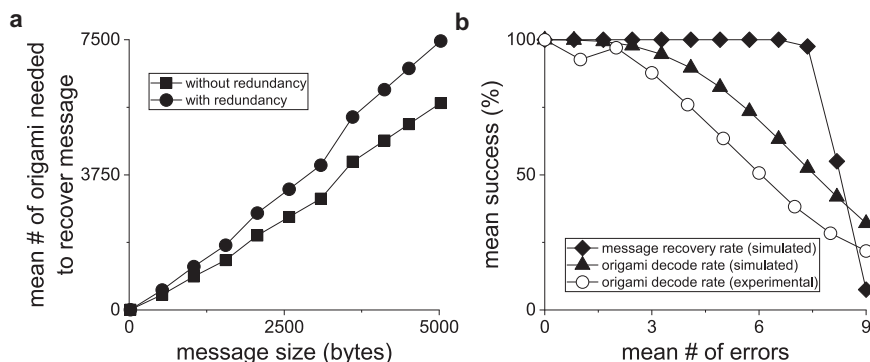 a
mean # of origami needed
to recover message
7500
3750
0
without redundancy
with redundancy
0
2500
5000
message size (bytes)
b
mean success (%)
100
50
0
message recovery rate (simulated)
origami decode rate (simulated)
origami decode rate (experimental)
0
3
6
9
mean # of errors